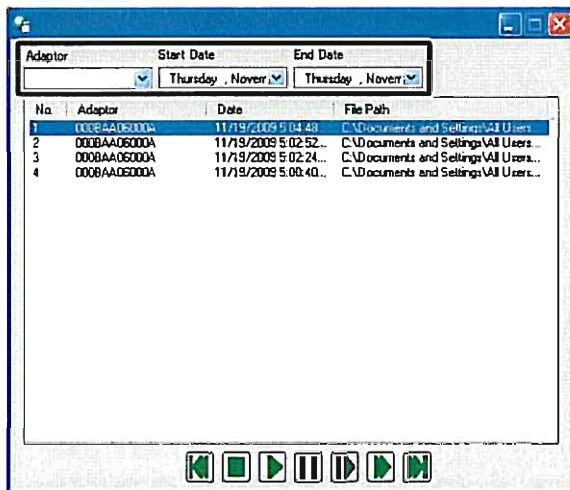 Adaptor Start Date End Date
Thursday , Noverr Thursday , Noverr
No. Adaptor Date File Path
1 000BAA06000A 11/19/2009 5:04:48... C:\Documents and Settings\All Users...
2 000BAA06000A 11/19/2009 5:02:52... C:\Documents and Settings\All Users...
3 000BAA06000A 11/19/2009 5:02:24... C:\Documents and Settings\All Users...
4 000BAA06000A 11/19/2009 5:00:40... C:\Documents and Settings\All Users...